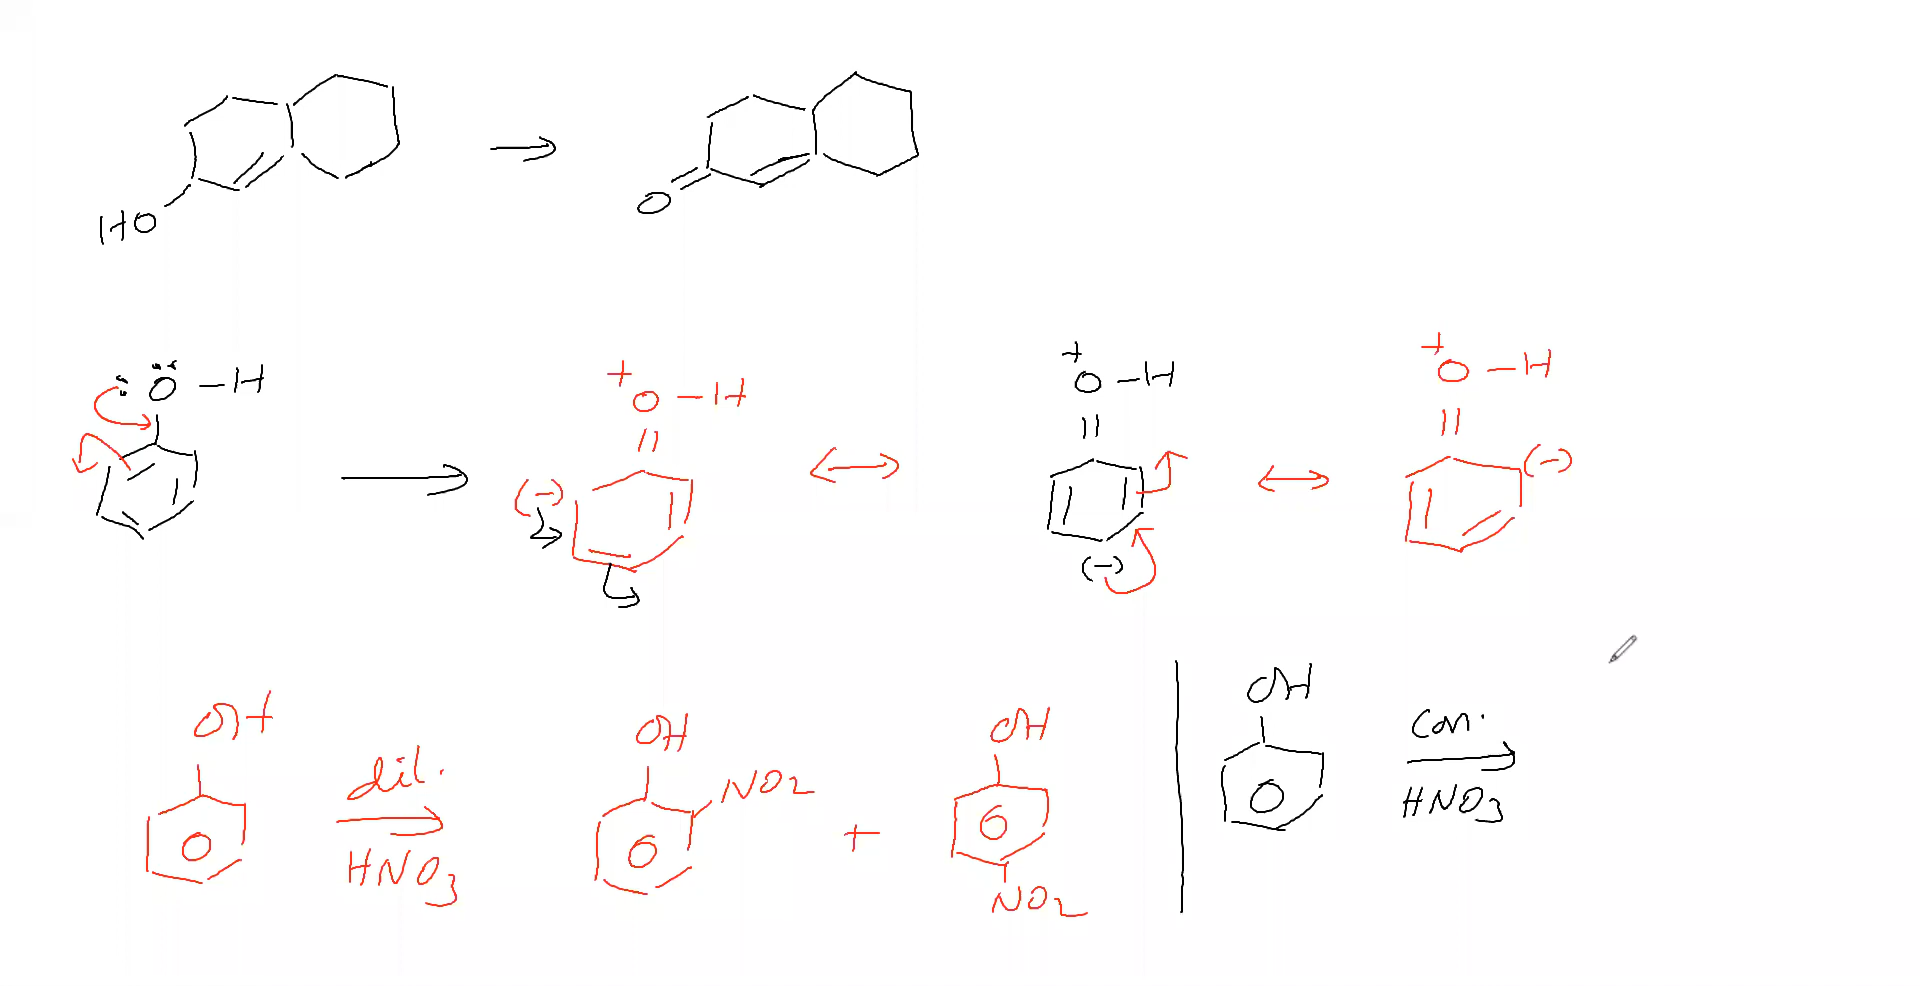 HO
O
:Ö-H
+
O-H
(-)
+
O-H
(-)
+
O-H
(-)
OH
dil.
HNO3
OH
NO2
+
OH
NO2
OH
Con.
HNO3